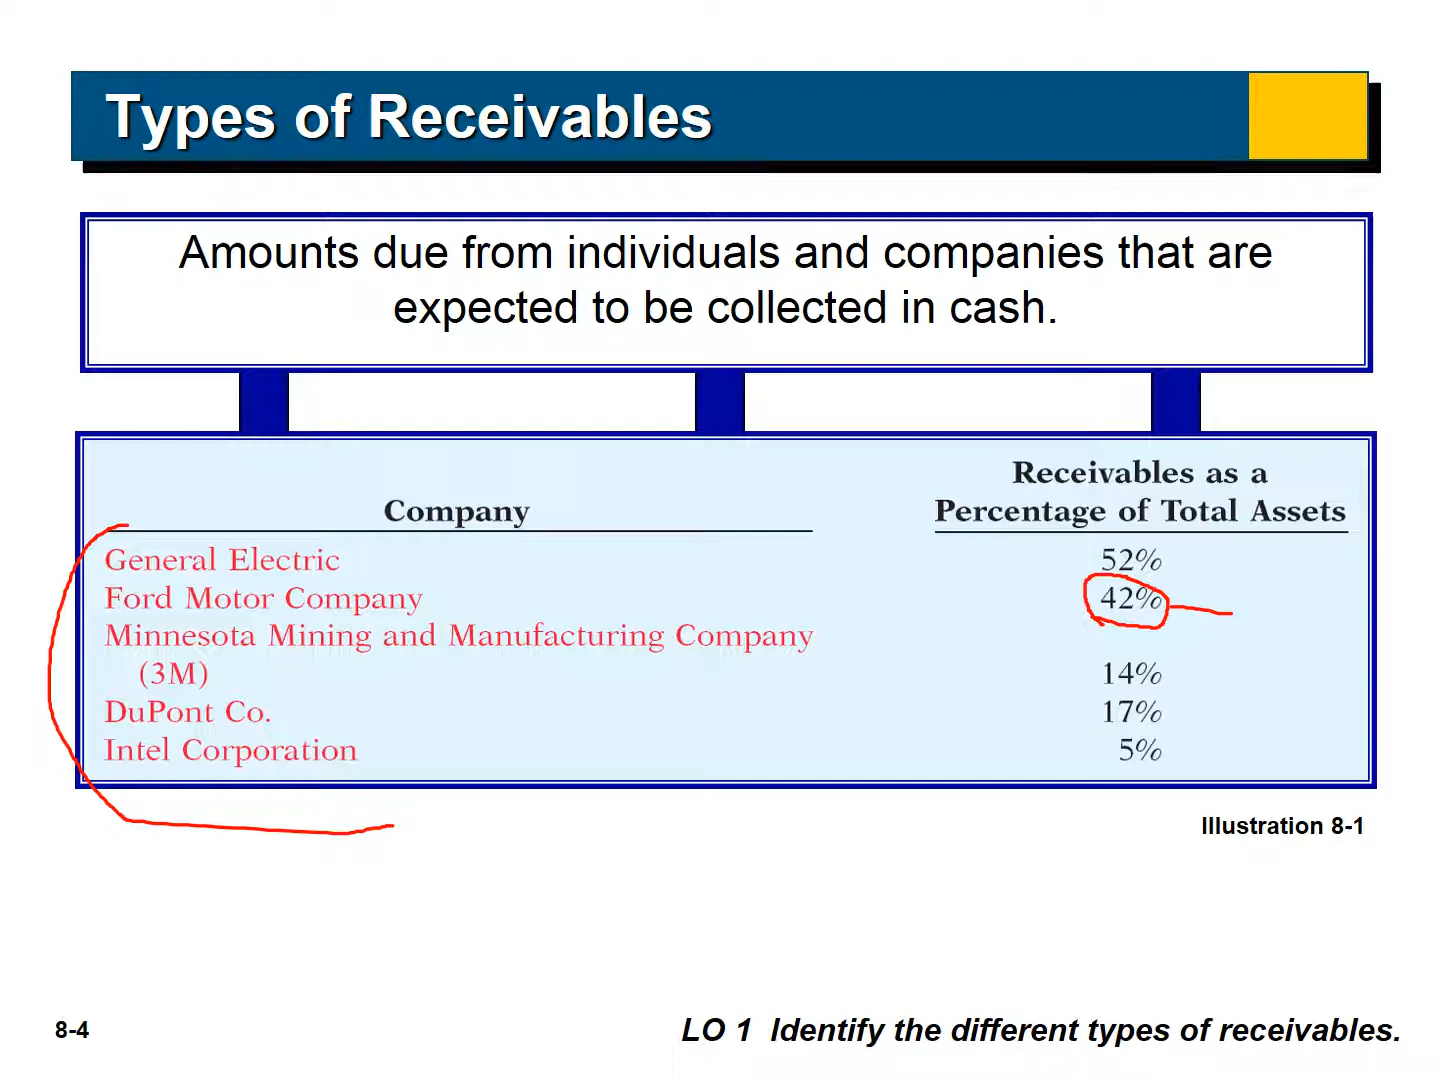 Types of Receivables
Amounts due from individuals and companies that are
expected to be collected in cash.
Receivables as a
Company Percentage of Total Assets
General Electric 52%
Ford Motor Company 42%
Minnesota Mining and Manufacturing Company
(3M) 14%
DuPont Co. 17%
Intel Corporation 5%
Illustration 8-1
8-4 LO 1 Identify the different types of receivables.